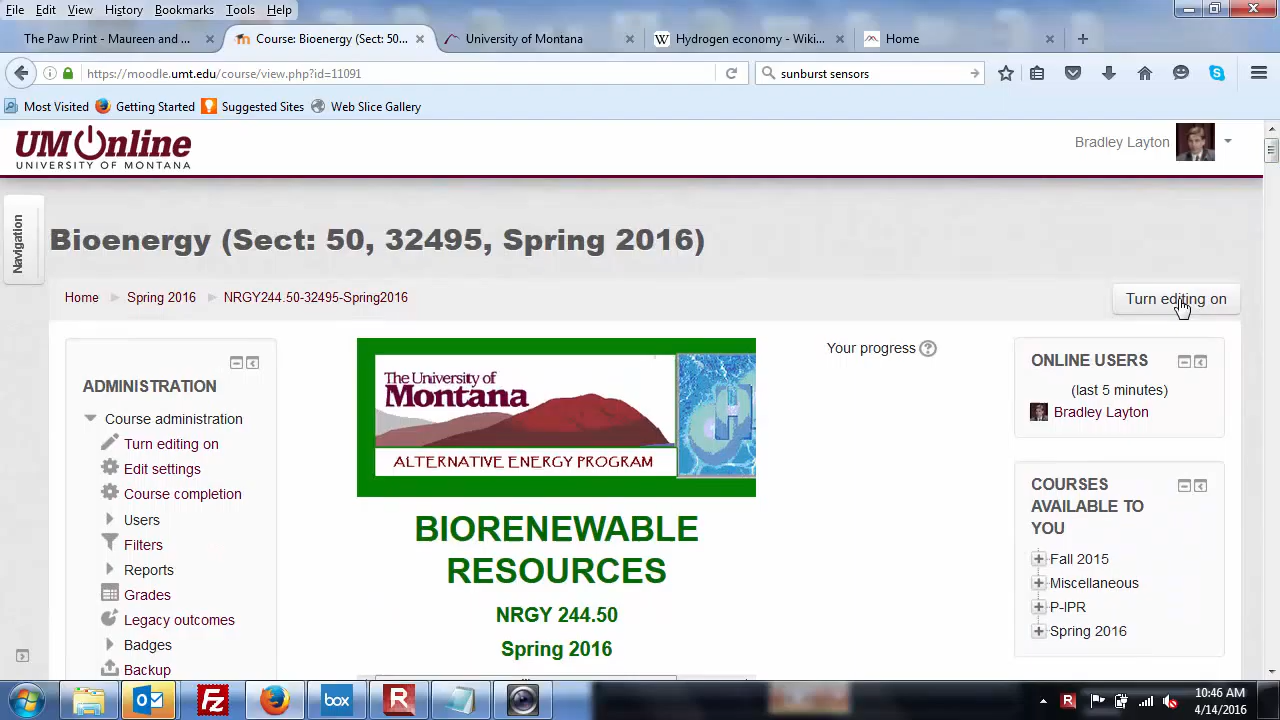 File Edit View History Bookmarks Tools Help
The Paw Print - Maureen and ... × Course: Bioenergy (Sect: 50... × University of Montana × Hydrogen economy - Wiki... × Home × +
https://moodle.umt.edu/course/view.php?id=11091 sunburst sensors
Most Visited Getting Started Suggested Sites Web Slice Gallery
UM Online
UNIVERSITY OF MONTANA
Bradley Layton
Navigation
Bioenergy (Sect: 50, 32495, Spring 2016)
Home Spring 2016 NRGY244.50-32495-Spring2016
Turn editing on
ADMINISTRATION
Course administration
Turn editing on
Edit settings
Course completion
Users
Filters
Reports
Grades
Legacy outcomes
Badges
Backup
The University of
Montana
ALTERNATIVE ENERGY PROGRAM
H
BIORENEWABLE
RESOURCES
NRGY 244.50
Spring 2016
Your progress ?
ONLINE USERS
(last 5 minutes)
Bradley Layton
COURSES
AVAILABLE TO
YOU
Fall 2015
Miscellaneous
P-IPR
Spring 2016
Fz
box
R
R
10:46 AM
4/14/2016